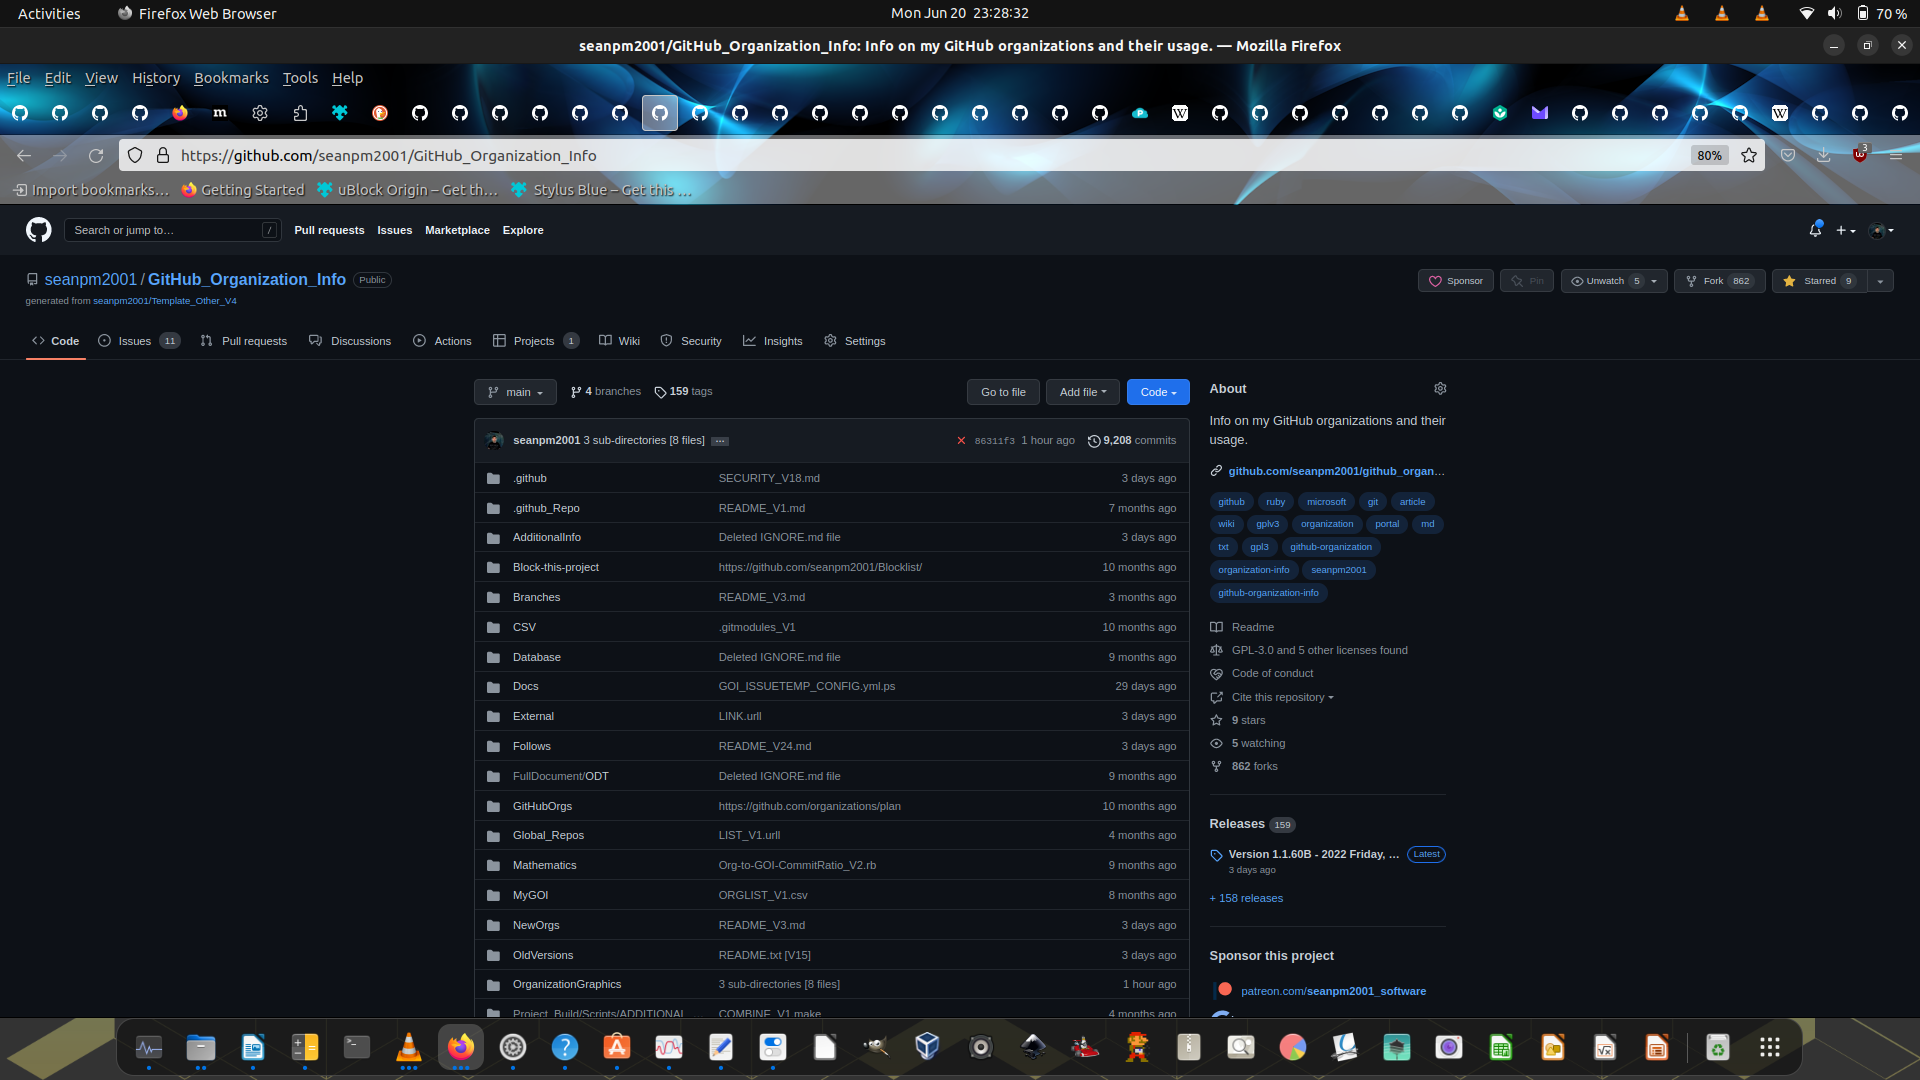 Activities
Firefox Web Browser
Mon Jun 20 23:28:32
70 %
seanpm2001/GitHub_Organization_Info: Info on my GitHub organizations and their usage. — Mozilla Firefox
File Edit View History Bookmarks Tools Help
https://github.com/seanpm2001/GitHub_Organization_Info
80%
3
Import bookmarks… Getting Started uBlock Origin – Get th… Stylus Blue – Get this …
Search or jump to… /
Pull requests Issues Marketplace Explore
seanpm2001 / GitHub_Organization_Info Public
Sponsor Pin Unwatch 5 Fork 862 Starred 9
generated from seanpm2001/Template_Other_V4
Code Issues 11 Pull requests Discussions Actions Projects 1 Wiki Security Insights Settings
main 4 branches 159 tags Go to file Add file Code
seanpm2001 3 sub-directories [8 files] ... 86311f3 1 hour ago 9,208 commits
.github SECURITY_V18.md 3 days ago
.github_Repo README_V1.md 7 months ago
AdditionalInfo Deleted IGNORE.md file 3 days ago
Block-this-project https://github.com/seanpm2001/Blocklist/ 10 months ago
Branches README_V3.md 3 months ago
CSV .gitmodules_V1 10 months ago
Database Deleted IGNORE.md file 9 months ago
Docs GOI_ISSUETEMP_CONFIG.yml.ps 29 days ago
External LINK.urll 3 days ago
Follows README_V24.md 3 days ago
FullDocument/ODT Deleted IGNORE.md file 9 months ago
GitHubOrgs https://github.com/organizations/plan 10 months ago
Global_Repos LIST_V1.urll 4 months ago
Mathematics Org-to-GOI-CommitRatio_V2.rb 9 months ago
MyGOI ORGLIST_V1.csv 8 months ago
NewOrgs README_V3.md 3 days ago
OldVersions README.txt [V15] 3 days ago
OrganizationGraphics 3 sub-directories [8 files] 1 hour ago
Project_Build/Scripts/ADDITIONAL_… COMBINE_V1.make 4 months ago
About
Info on my GitHub organizations and their
usage.
github.com/seanpm2001/github_organ…
github ruby microsoft git article
wiki gplv3 organization portal md
txt gpl3 github-organization
organization-info seanpm2001
github-organization-info
Readme
GPL-3.0 and 5 other licenses found
Code of conduct
Cite this repository
9 stars
5 watching
862 forks
Releases 159
Version 1.1.60B - 2022 Friday, … Latest
3 days ago
+ 158 releases
Sponsor this project
patreon.com/seanpm2001_software